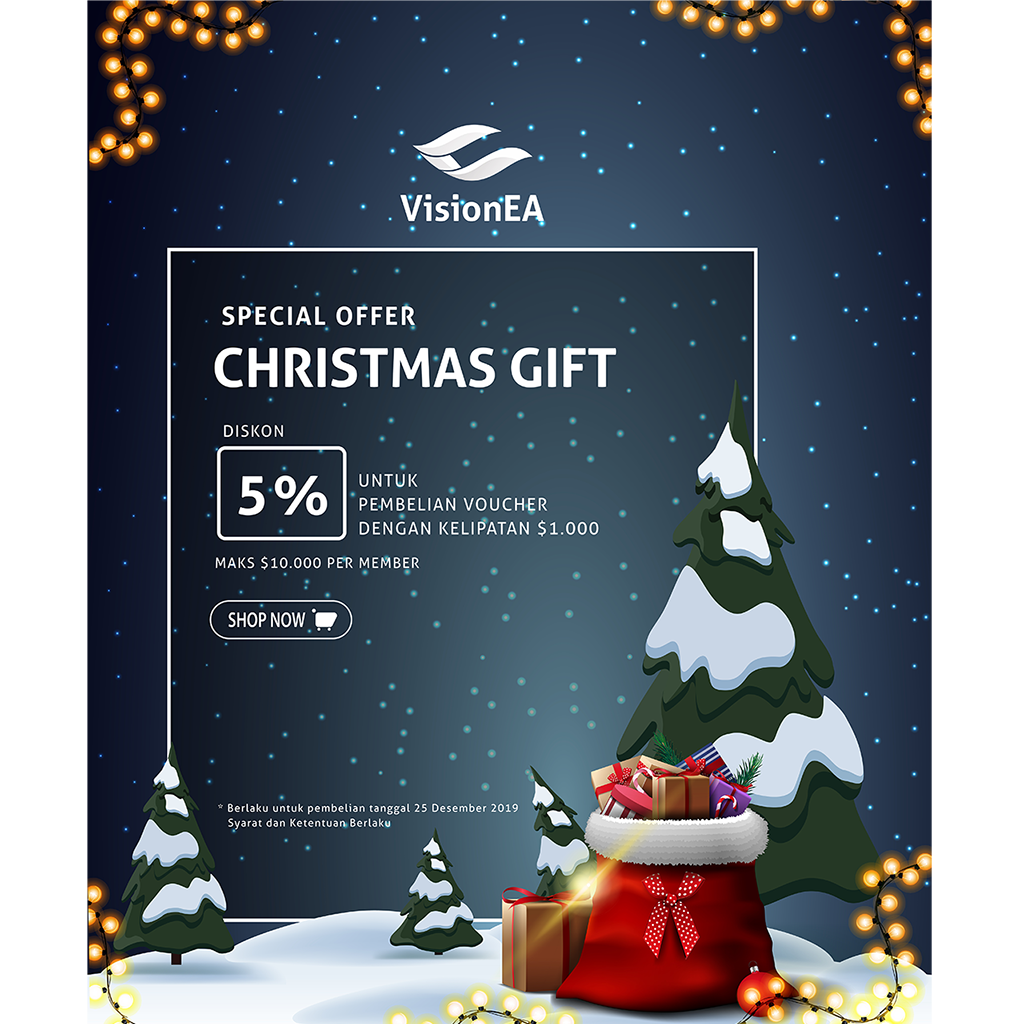 VisionEA
SPECIAL OFFER
CHRISTMAS GIFT
DISKON
5%
UNTUK
PEMBELIAN VOUCHER
DENGAN KELIPATAN $1.000
MAKS $10.000 PER MEMBER
SHOP NOW
* Berlaku untuk pembelian tanggal 25 Desember 2019
Syarat dan Ketentuan Berlaku